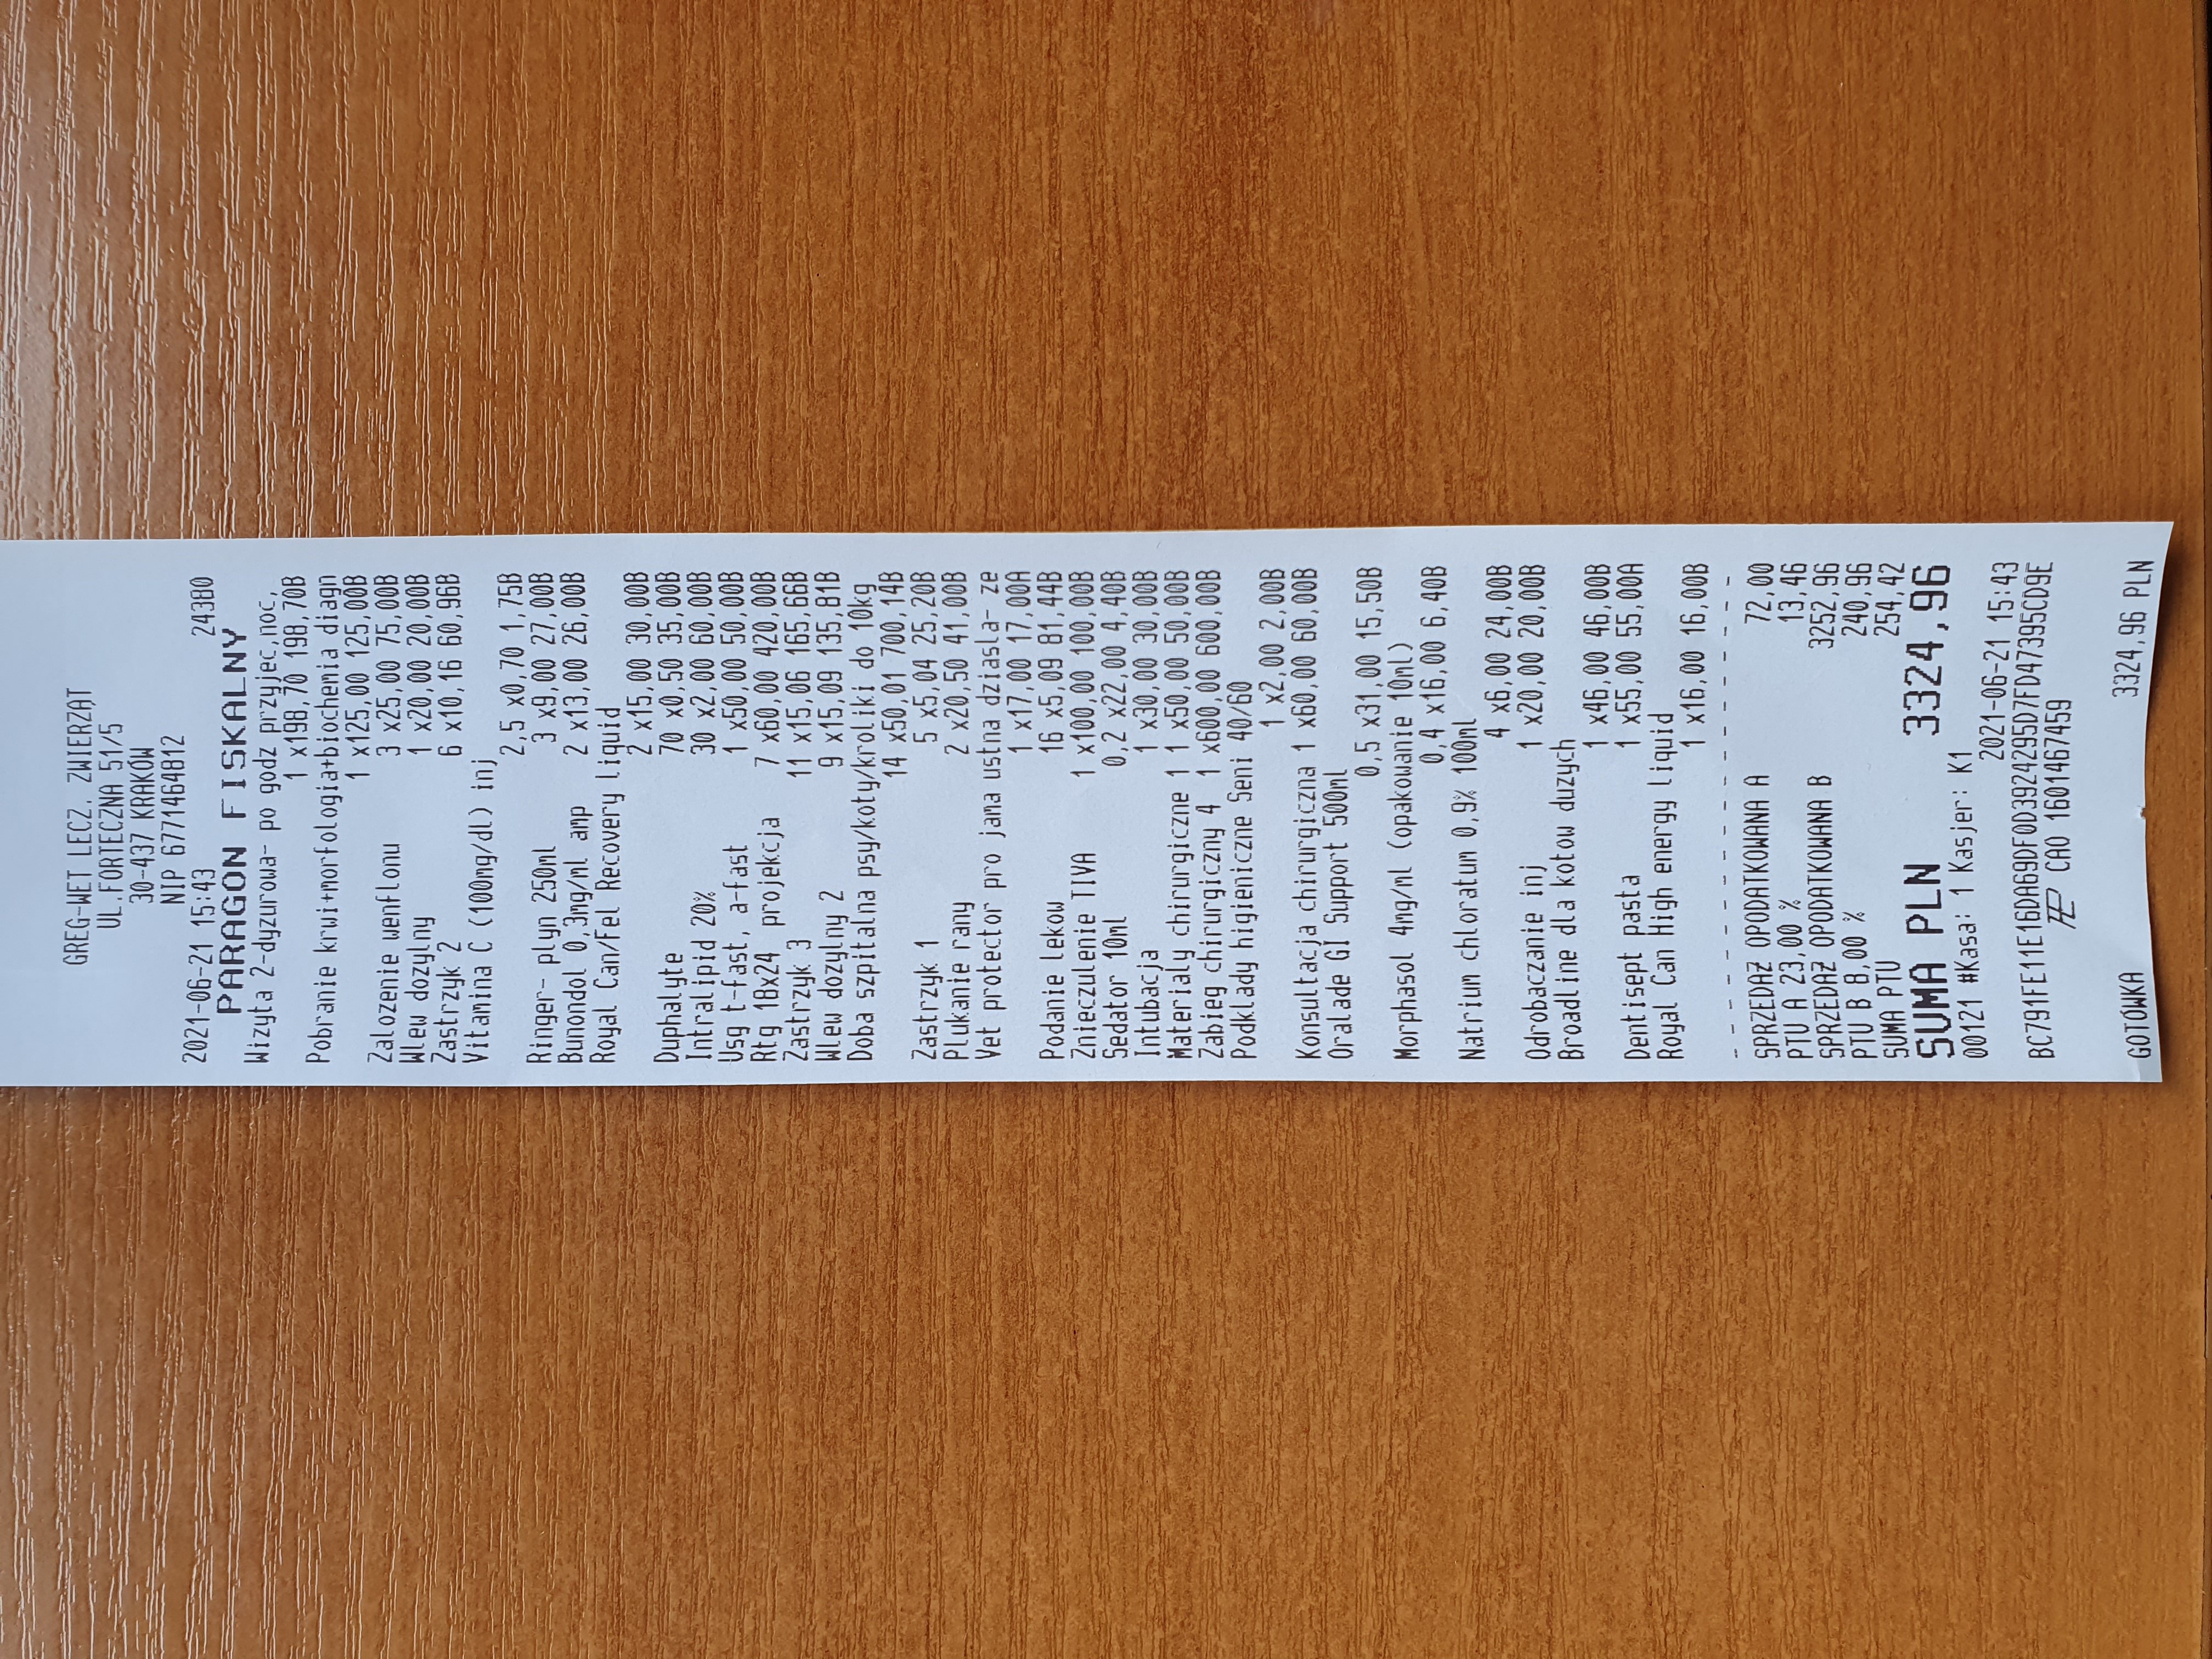 GREG-WET LECZ. ZWIERZĄT
UL.FORTECZNA 51/5
30-437 KRAKÓW
NIP 6771464812
2021-06-21 15:43 24380
PARAGON FISKALNY
Wizyta 2-dyzurowa- po godz przyjec,noc,
1 x198,70 198,70B
Pobranie krwi+morfologia+biochemia diagn
1 x125,00 125,00B
Zalozenie wenflonu 3 x25,00 75,00B
Wlew dozylny 1 x20,00 20,00B
Zastrzyk 2 6 x10,16 60,96B
Vitamina C (100mg/dl) inj
2,5 x0,70 1,75B
Ringer- plyn 250ml 3 x9,00 27,00B
Bunondol 0,3mg/ml amp 2 x13,00 26,00B
Royal Can/Fel Recovery liquid
2 x15,00 30,00B
Duphalyte 70 x0,50 35,00B
Intralipid 20% 30 x2,00 60,00B
Usg t-fast, a-fast 1 x50,00 50,00B
Rtg 18x24 projekcja 7 x60,00 420,00B
Zastrzyk 3 11 x15,06 165,66B
Wlew dozylny 2 9 x15,09 135,81B
Doba szpitalna psy/koty/kroliki do 10kg
14 x50,01 700,14B
Zastrzyk 1 5 x5,04 25,20B
Plukanie rany 2 x20,50 41,00B
Vet protector pro jama ustna dziasla- ze
1 x17,00 17,00A
Podanie lekow 16 x5,09 81,44B
Znieczulenie TIVA 1 x100,00 100,00B
Sedator 10ml 0,2 x22,00 4,40B
Intubacja 1 x30,00 30,00B
Materialy chirurgiczne 1 1 x50,00 50,00B
Zabieg chirurgiczny 4 1 x600,00 600,00B
Podklady higieniczne Seni 40/60
1 x2,00 2,00B
Konsultacja chirurgiczna 1 x60,00 60,00B
Oralade GI Support 500ml
0,5 x31,00 15,50B
Morphasol 4mg/ml (opakowanie 10ml)
0,4 x16,00 6,40B
Natrium chloratum 0,9% 100ml
4 x6,00 24,00B
Odrobaczanie inj 1 x20,00 20,00B
Broadline dla kotow duzych
1 x46,00 46,00B
Dentisept pasta 1 x55,00 55,00A
Royal Can High energy liquid
1 x16,00 16,00B
SPRZEDAŻ OPODATKOWANA A 72,00
PTU A 23,00 % 13,46
SPRZEDAŻ OPODATKOWANA B 3252,96
PTU B 8,00 % 240,96
SUMA PTU 254,42
SUMA PLN 3324,96
00121 #Kasa: 1 Kasjer: K1
2021-06-21 15:43
BC791FE11E16DA69DF0D3924295D7FD47395CD9E
CAO 1601467459
GOTÓWKA 3324,96 PLN